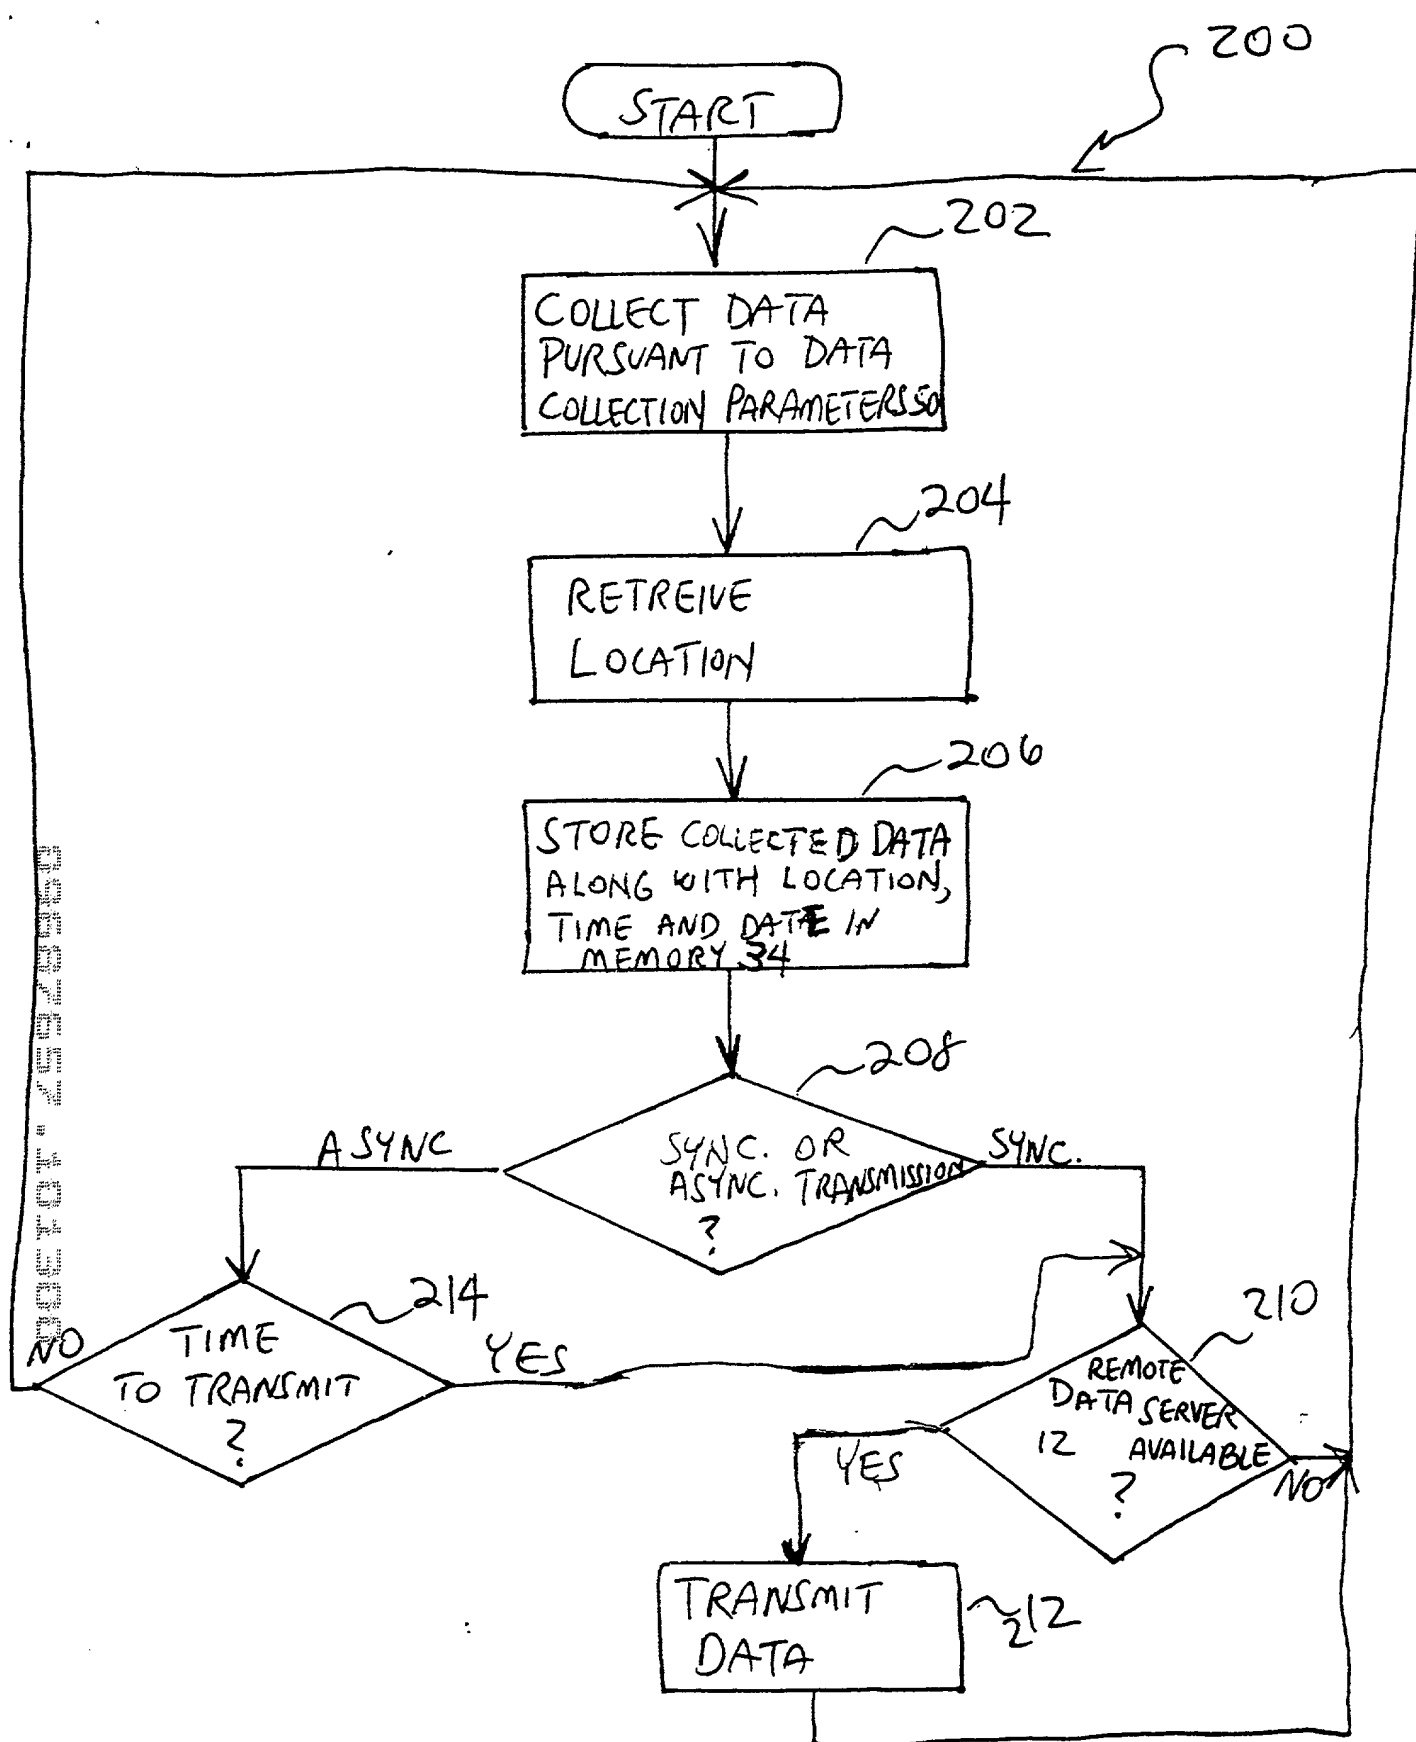 200
START
202
COLLECT DATA
PURSUANT TO DATA
COLLECTION PARAMETERS 50
204
RETREIVE
LOCATION
206
STORE COLLECTED DATA
ALONG WITH LOCATION,
TIME AND DATE IN
MEMORY 34
208
ASYNC
SYNC. OR
ASYNC. TRANSMISSION
?
SYNC.
214
NO
TIME
TO TRANSMIT
?
YES
210
REMOTE
DATA SERVER
12 AVAILABLE
?
YES
NO
TRANSMIT
DATA
212